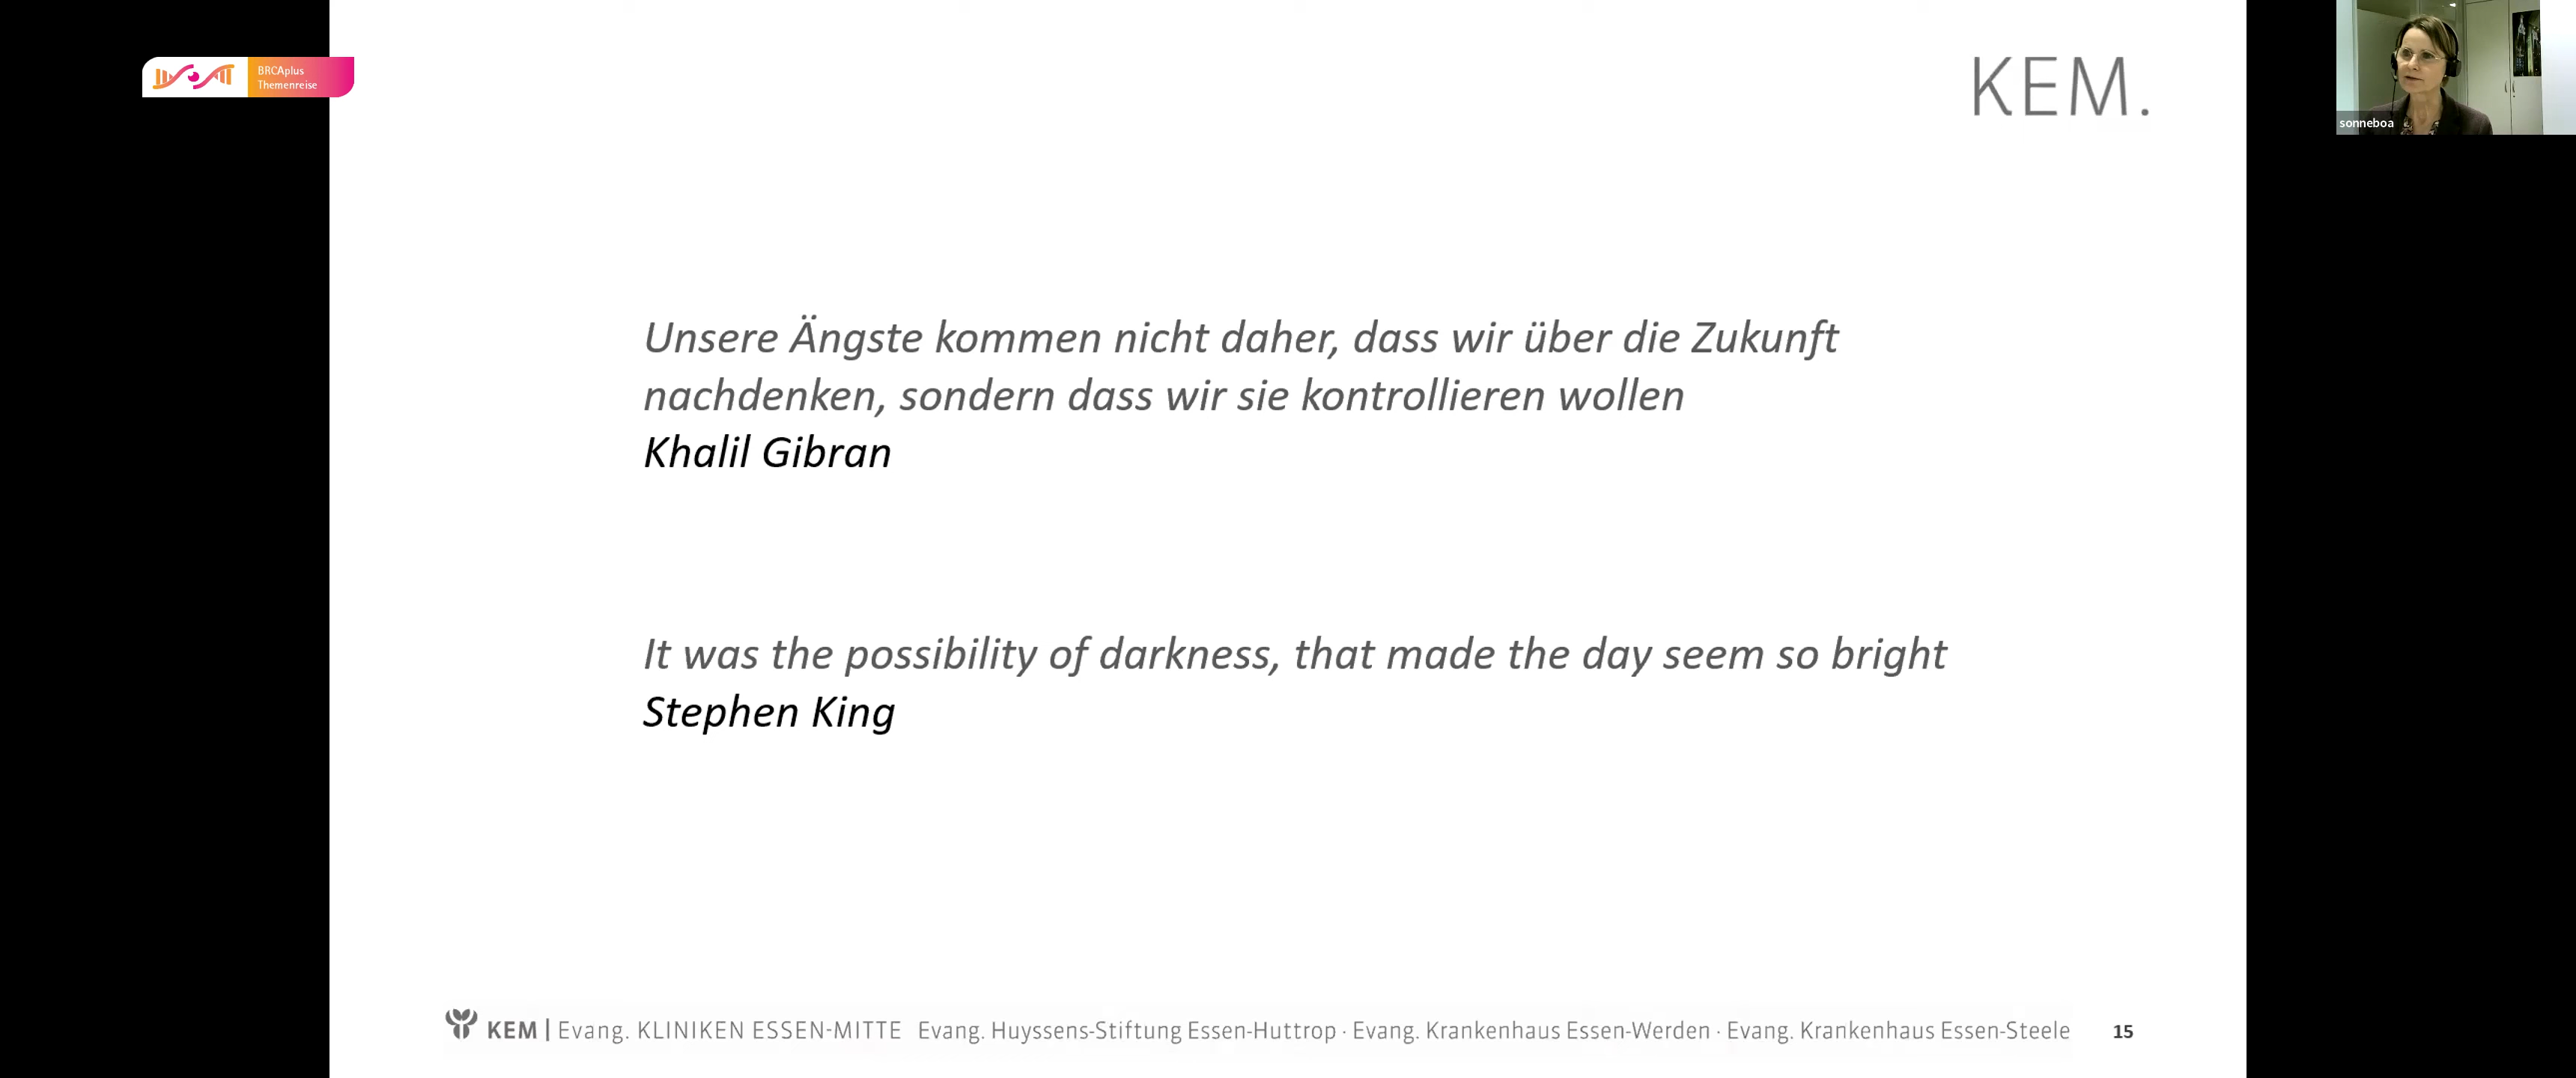 BRCAplus
Themenreise
KEM.
sonneboa
Unsere Ängste kommen nicht daher, dass wir über die Zukunft
nachdenken, sondern dass wir sie kontrollieren wollen
Khalil Gibran
It was the possibility of darkness, that made the day seem so bright
Stephen King
KEM | Evang. KLINIKEN ESSEN-MITTE Evang. Huyssens-Stiftung Essen-Huttrop · Evang. Krankenhaus Essen-Werden · Evang. Krankenhaus Essen-Steele 15